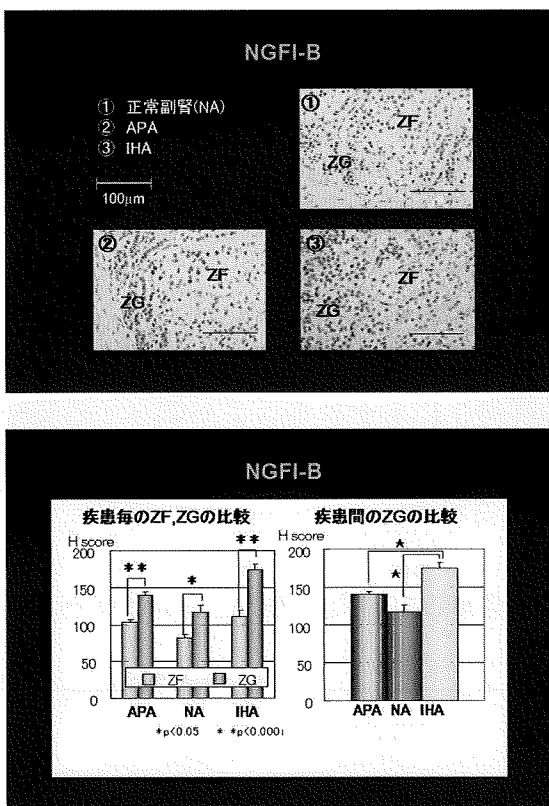 NGFI-B
① 正常副腎(NA)
② APA
③ IHA
100μm
①
ZF
ZG
②
ZF
ZG
③
ZF
ZG
NGFI-B
疾患毎のZF,ZGの比較
H score
200
150
100
50
0
**
*
**
ZF ZG
APA NA IHA
*p<0.05 * *p<0.000
疾患間のZGの比較
H score
200
150
100
50
0
*
*
APA NA IHA